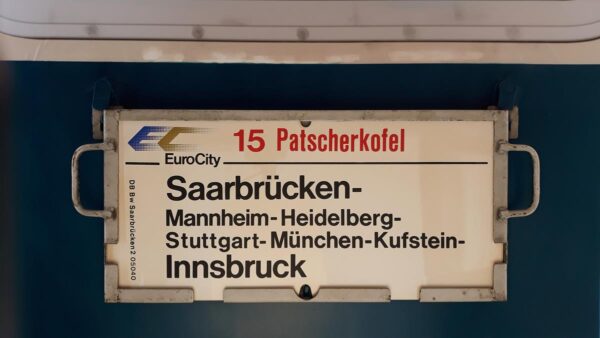 EC
EuroCity
15 Patscherkofel
Saarbrücken-
Mannheim-Heidelberg-
Stuttgart-München-Kufstein-
Innsbruck
DB Bw Saarbrücken 2 05040